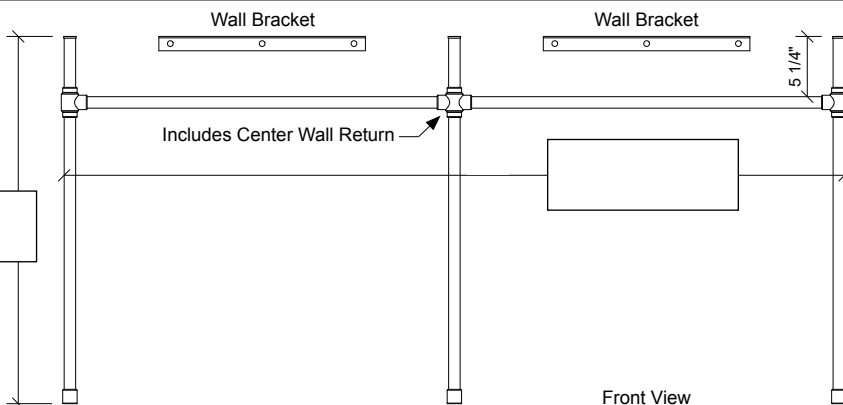 Wall Bracket
Wall Bracket
5 1/4"
Includes Center Wall Return
Front View